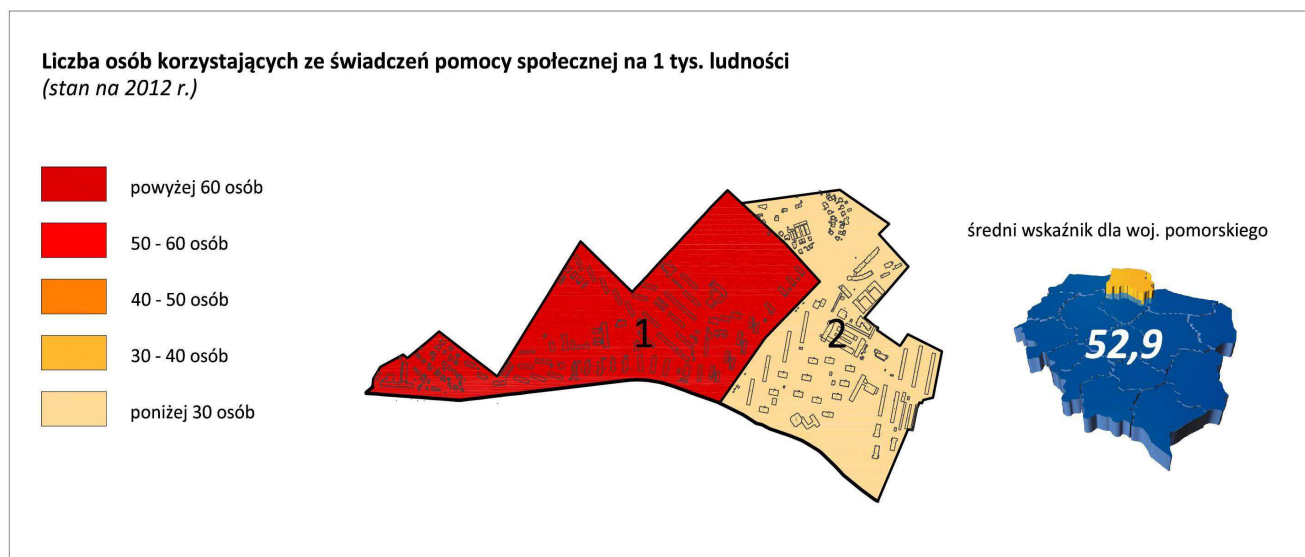 Liczba osób korzystających ze świadczeń pomocy społecznej na 1 tys. ludności
(stan na 2012 r.)
powyżej 60 osób
50 - 60 osób
40 - 50 osób
30 - 40 osób
poniżej 30 osób
1
2
średni wskaźnik dla woj. pomorskiego
52,9